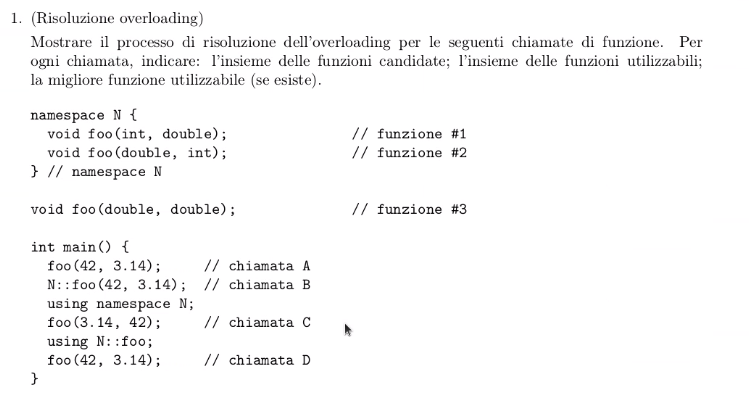 1. (Risoluzione overloading)
Mostrare il processo di risoluzione dell'overloading per le seguenti chiamate di funzione. Per
ogni chiamata, indicare: l'insieme delle funzioni candidate; l'insieme delle funzioni utilizzabili;
la migliore funzione utilizzabile (se esiste).
namespace N {
void foo(int, double); // funzione #1
void foo(double, int); // funzione #2
} // namespace N
void foo(double, double); // funzione #3
int main() {
foo(42, 3.14); // chiamata A
N::foo(42, 3.14); // chiamata B
using namespace N;
foo(3.14, 42); // chiamata C
using N::foo;
foo(42, 3.14); // chiamata D
}